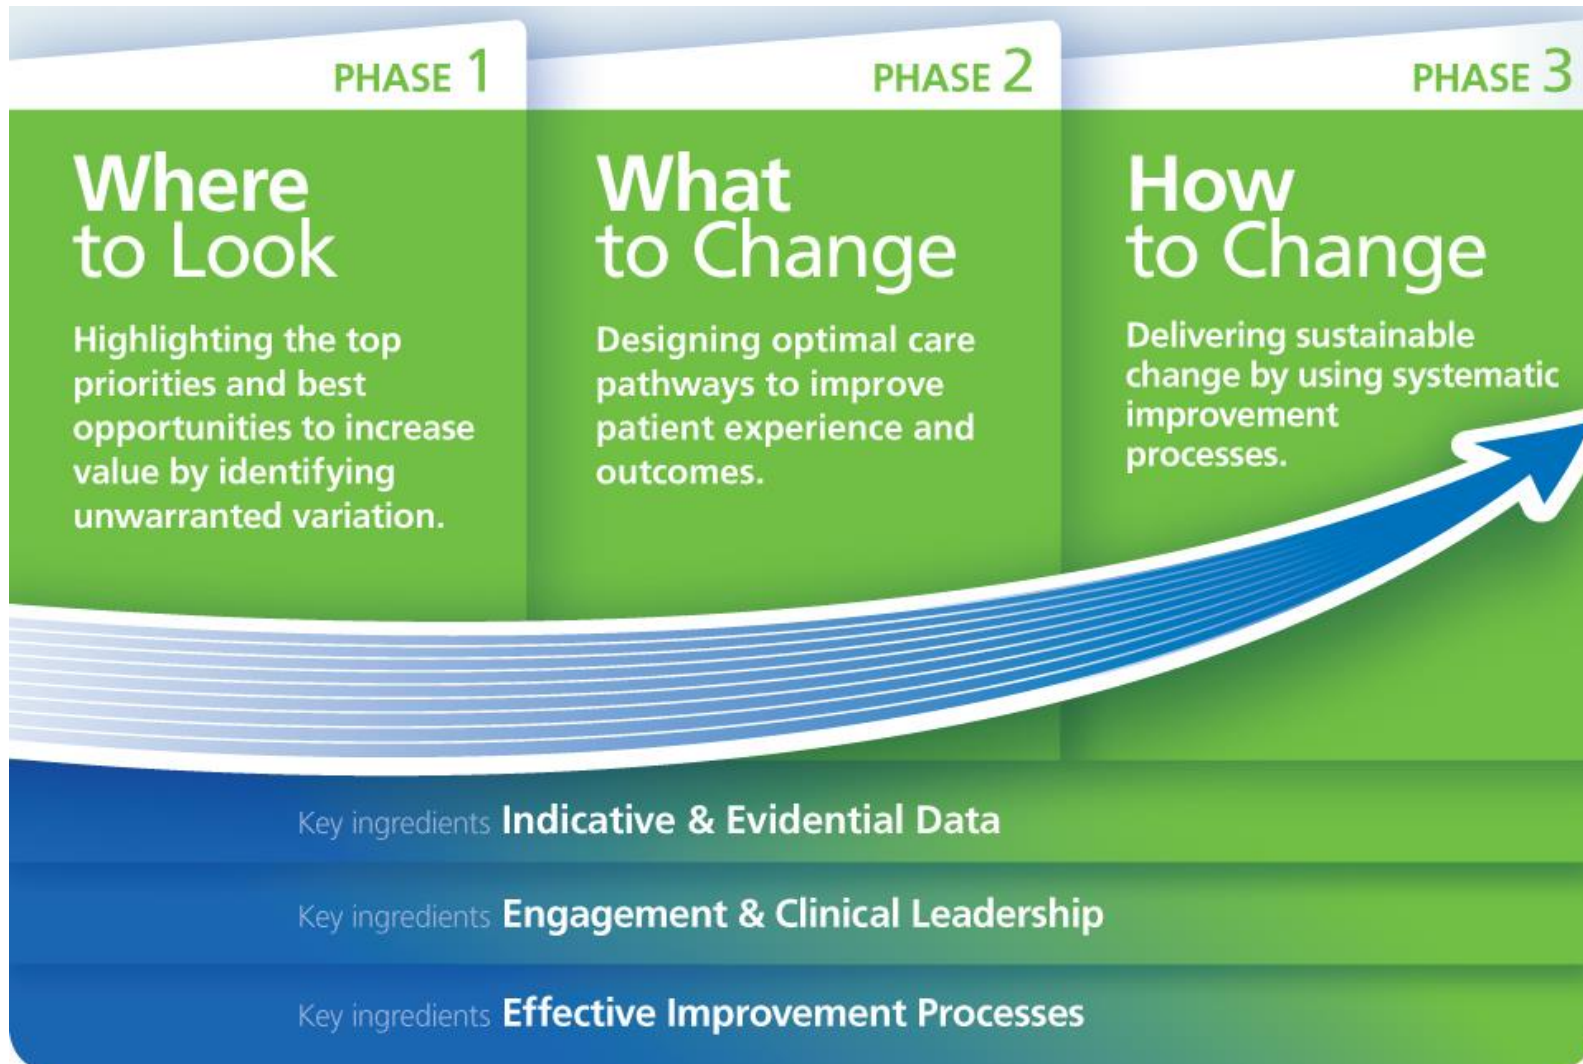 PHASE 1
Where
to Look
Highlighting the top
priorities and best
opportunities to increase
value by identifying
unwarranted variation.
PHASE 2
What
to Change
Designing optimal care
pathways to improve
patient experience and
outcomes.
PHASE 3
How
to Change
Delivering sustainable
change by using systematic
improvement
processes.
Key ingredients Indicative & Evidential Data
Key ingredients Engagement & Clinical Leadership
Key ingredients Effective Improvement Processes